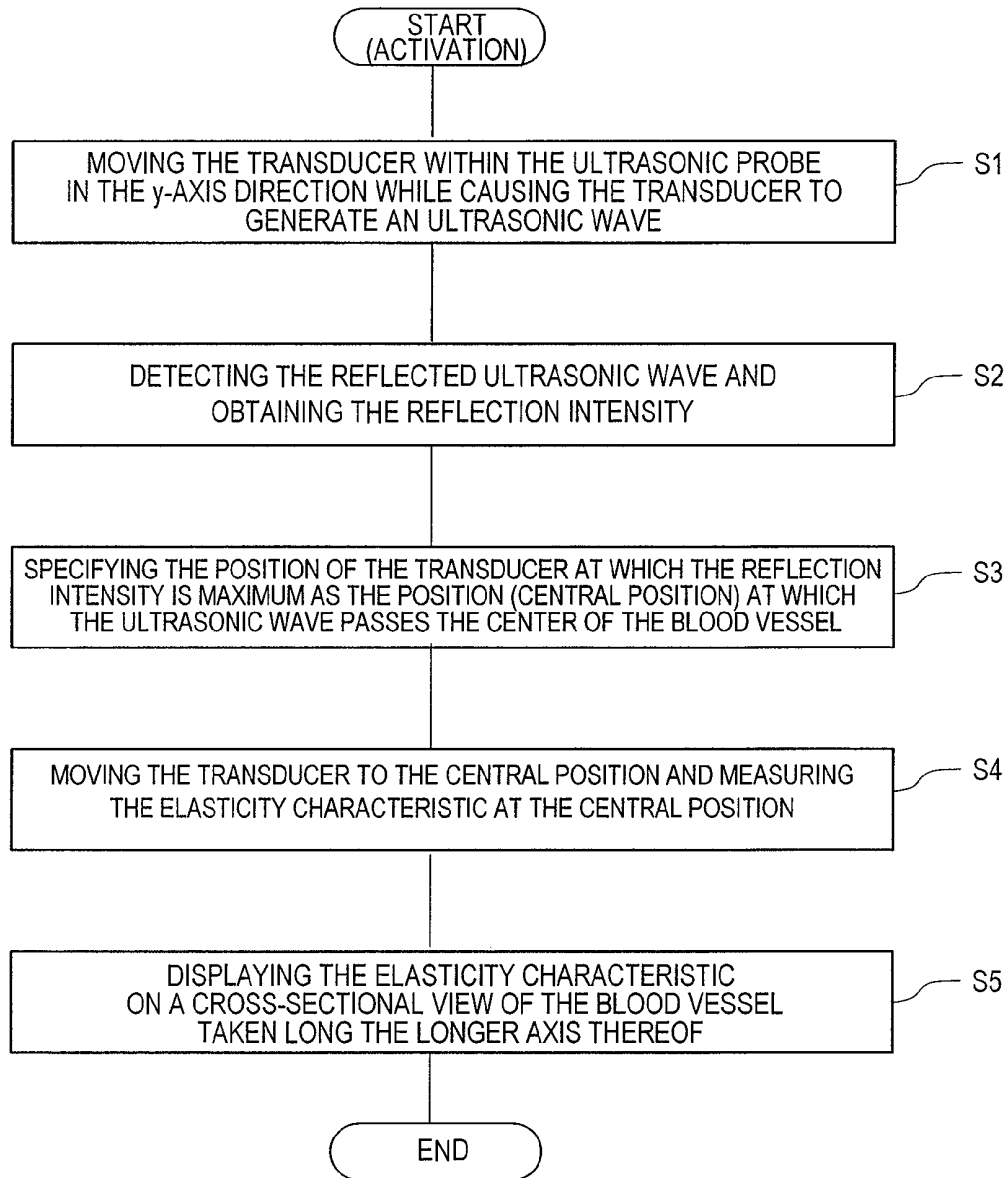 START
(ACTIVATION)
MOVING THE TRANSDUCER WITHIN THE ULTRASONIC PROBE
IN THE y-AXIS DIRECTION WHILE CAUSING THE TRANSDUCER TO
GENERATE AN ULTRASONIC WAVE
S1
DETECTING THE REFLECTED ULTRASONIC WAVE AND
OBTAINING THE REFLECTION INTENSITY
S2
SPECIFYING THE POSITION OF THE TRANSDUCER AT WHICH THE REFLECTION
INTENSITY IS MAXIMUM AS THE POSITION (CENTRAL POSITION) AT WHICH
THE ULTRASONIC WAVE PASSES THE CENTER OF THE BLOOD VESSEL
S3
MOVING THE TRANSDUCER TO THE CENTRAL POSITION AND MEASURING
THE ELASTICITY CHARACTERISTIC AT THE CENTRAL POSITION
S4
DISPLAYING THE ELASTICITY CHARACTERISTIC
ON A CROSS-SECTIONAL VIEW OF THE BLOOD VESSEL
TAKEN LONG THE LONGER AXIS THEREOF
S5
END